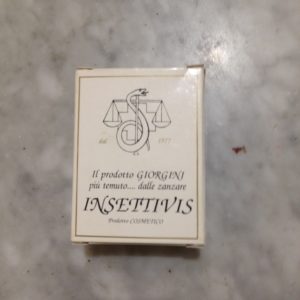 dal 1977
Il prodotto GIORGINI
più temuto.... dalle zanzare
INSETTIVIS
Prodotto COSMETICO